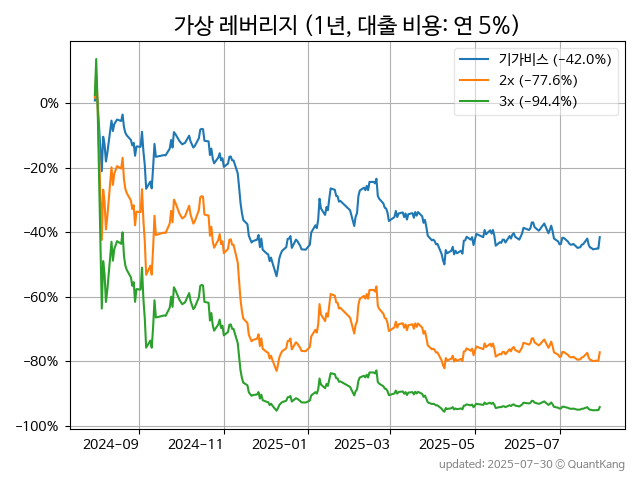 가상 레버리지 (1년, 대출 비용: 연 5%)
기가비스 (−42.0%)
2x (−77.6%)
3x (−94.4%)
0%
−20%
−40%
−60%
−80%
−100%
2024-09 2024-11 2025-01 2025-03 2025-05 2025-07
updated: 2025-07-30 © QuantKang